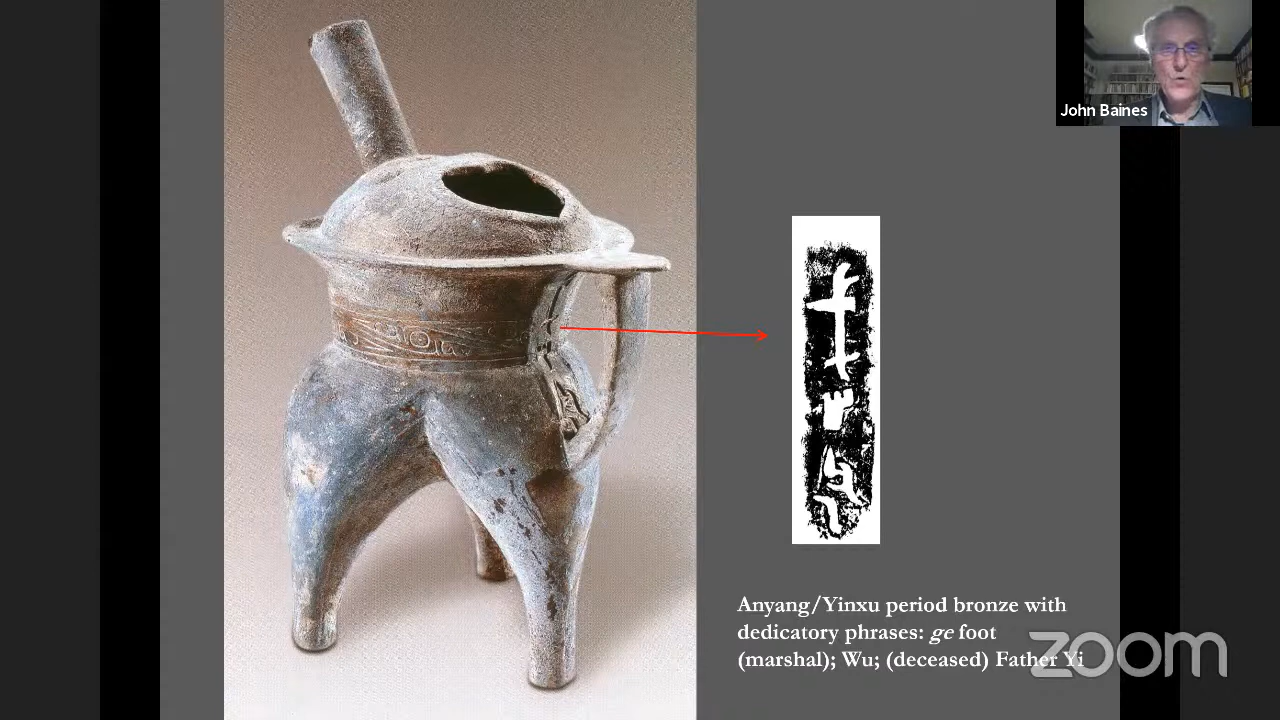 John Baines
Anyang/Yinxu period bronze with
dedicatory phrases: ge foot
(marshal); Wu; (deceased) Father Yi
zoom